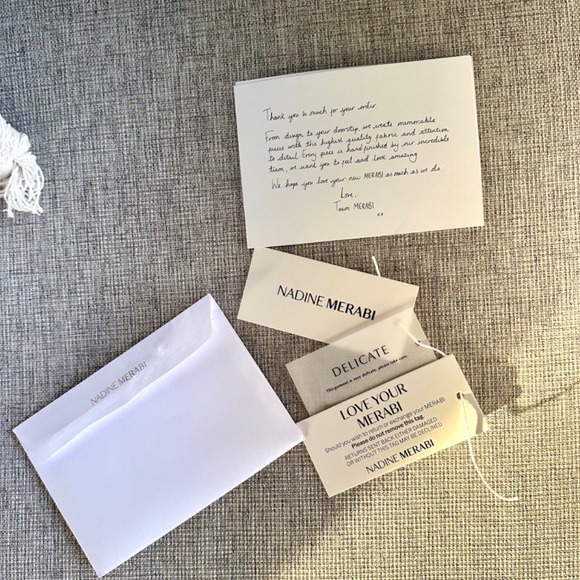 Thank you so much for your order
From design to your doorstep, we create memorable
pieces with the highest quality fabric and attention
to detail. Every piece is hand finished by our incredible
team, we want you to feel and look amazing
We hope you love your new MERABI as much as we do.
Love,
Team MERABI
xx
NADINE MERABI
DELICATE
This garment is very delicate, please take care.
LOVE YOUR
MERABI
Should you wish to return or exchange your MERABI
Please do not remove this tag.
RETURNS SENT BACK EITHER DAMAGED
OR WITHOUT THIS TAG MAY BE DECLINED
NADINE MERABI
NADINE MERABI